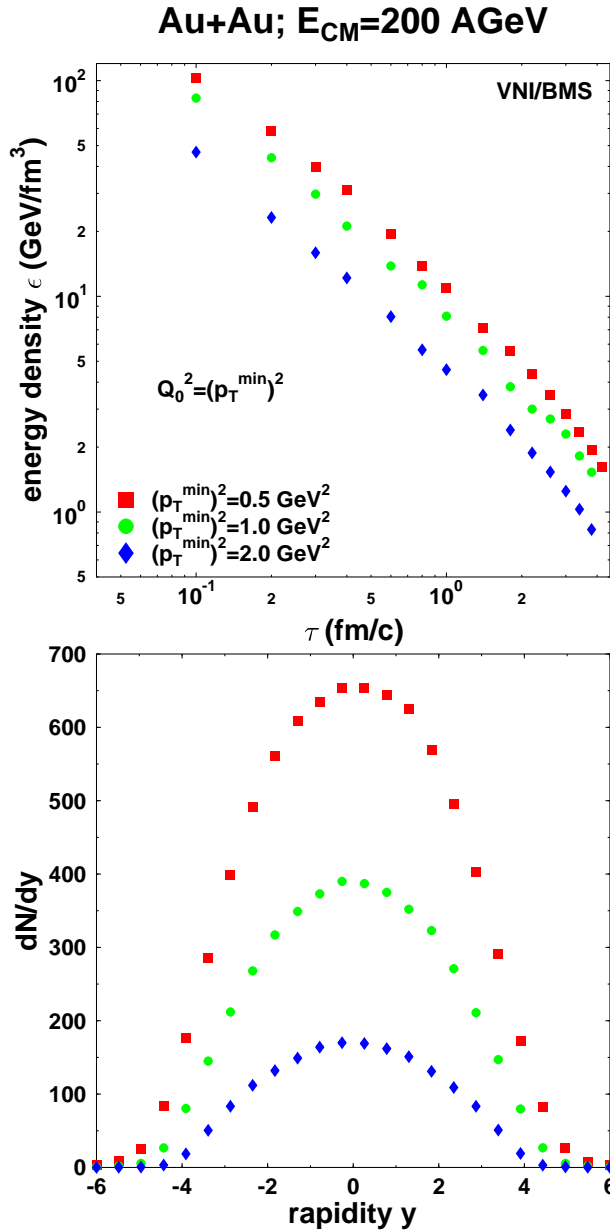 Au+Au; E_CM=200 AGeV
VNI/BMS
energy density ϵ (GeV/fm^3)
10^2
5
2
10^1
5
2
10^0
5
Q_0^2=(p_T^min)^2
(p_T^min)^2=0.5 GeV^2
(p_T^min)^2=1.0 GeV^2
(p_T^min)^2=2.0 GeV^2
5 10^-1 2 5 10^0 2
τ (fm/c)
dN/dy
700
600
500
400
300
200
100
0
-6 -4 -2 0 2 4 6
rapidity y